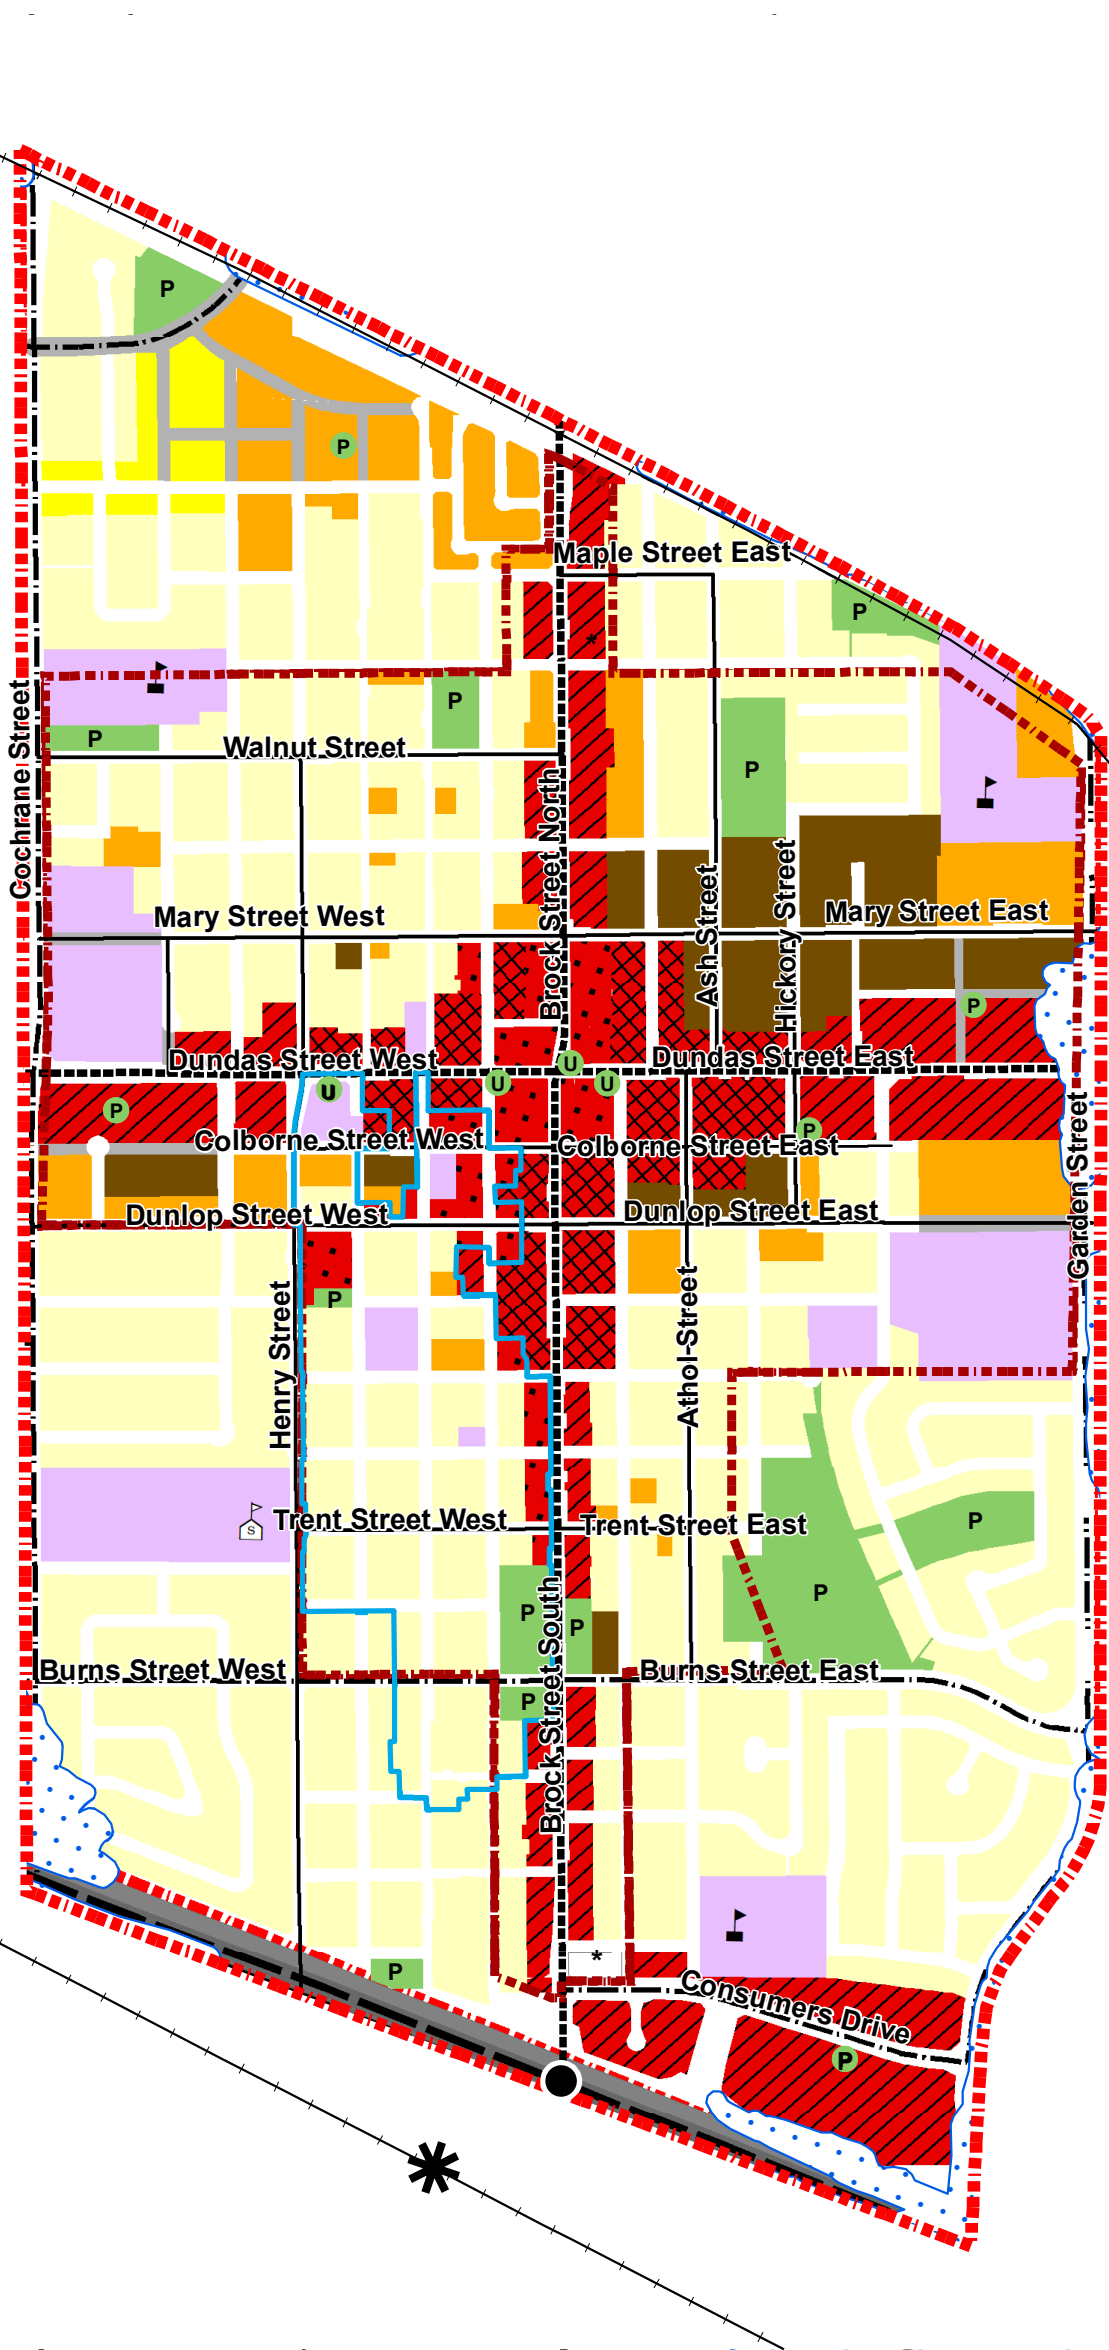 P
P
Maple Street East
*
P
P
P
Cochrane Street
Walnut Street
P
Brock Street North
Mary Street West
Mary Street East
Ash Street
Hickory Street
P
Dundas Street West
Dundas Street East
U
U
U
U
P
P
Colborne Street West
Colborne Street East
Garden Street
Dunlop Street West
Dunlop Street East
P
Henry Street
Athol Street
S
Trent Street West
Trent Street East
P
P
P
P
Burns Street West
Burns Street East
P
Brock Street South
P
*
Consumers Drive
P